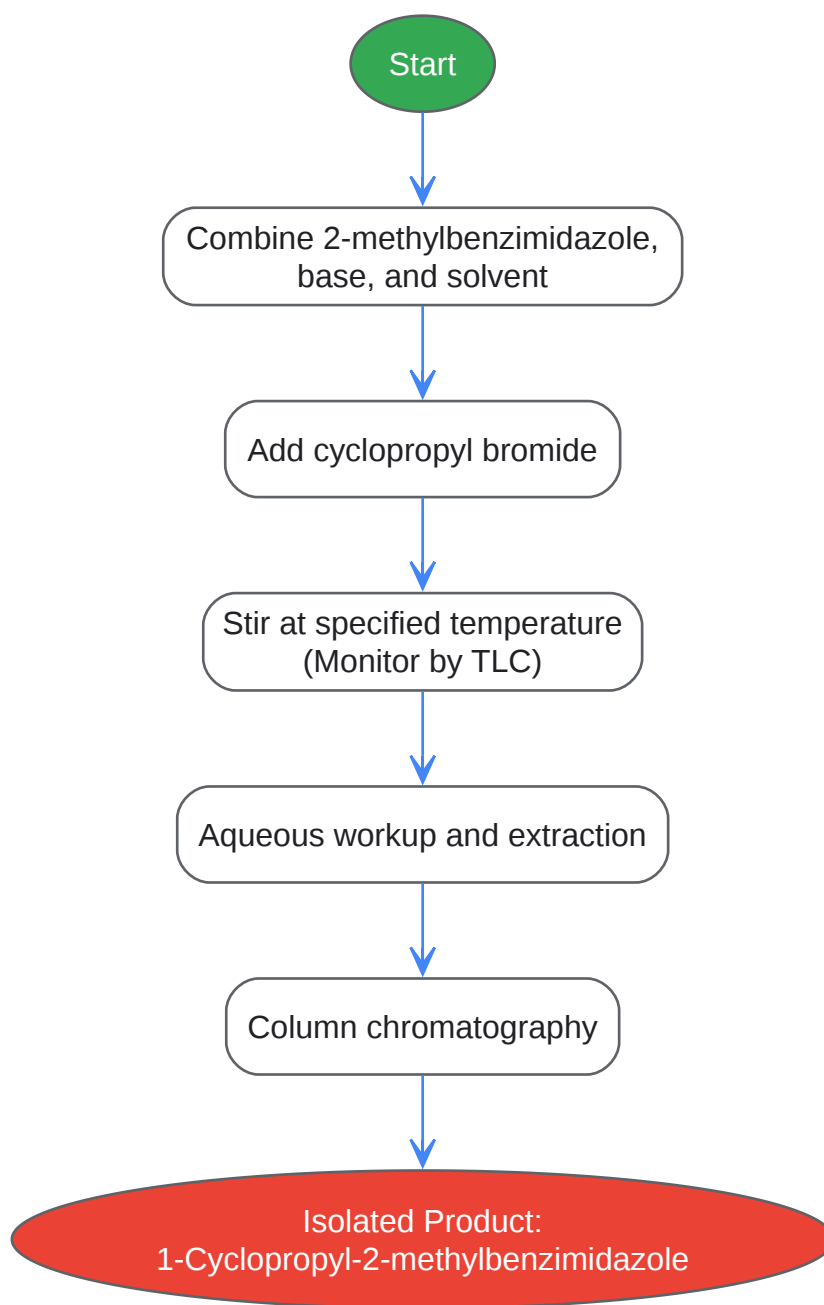 Start
Combine 2-methylbenzimidazole,
base, and solvent
Add cyclopropyl bromide
Stir at specified temperature
(Monitor by TLC)
Aqueous workup and extraction
Column chromatography
Isolated Product:
1-Cyclopropyl-2-methylbenzimidazole